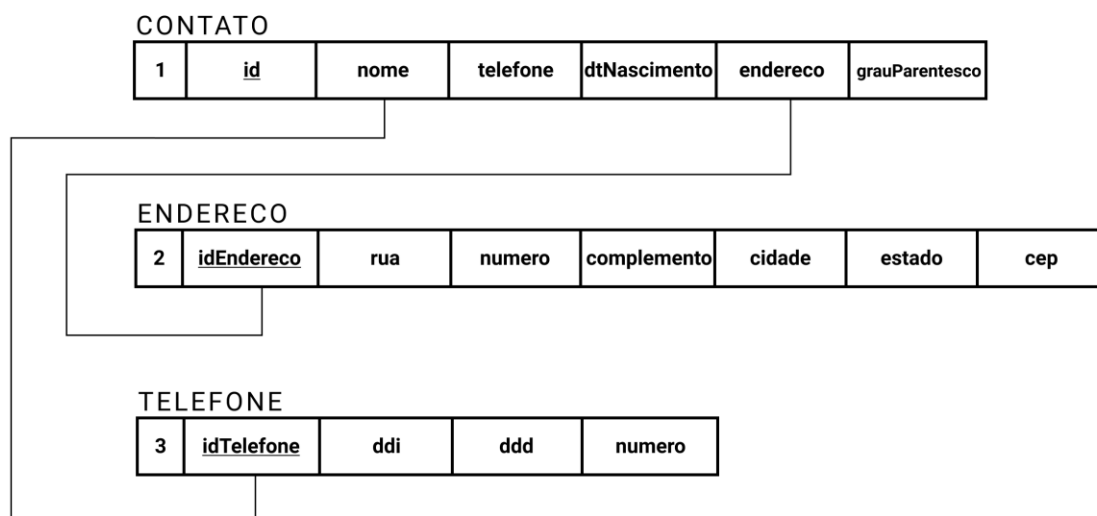 CONTATO
1 id nome telefone dtNascimento endereco grauParentesco
ENDERECO
2 idEndereco rua numero complemento cidade estado cep
TELEFONE
3 idTelefone ddi ddd numero